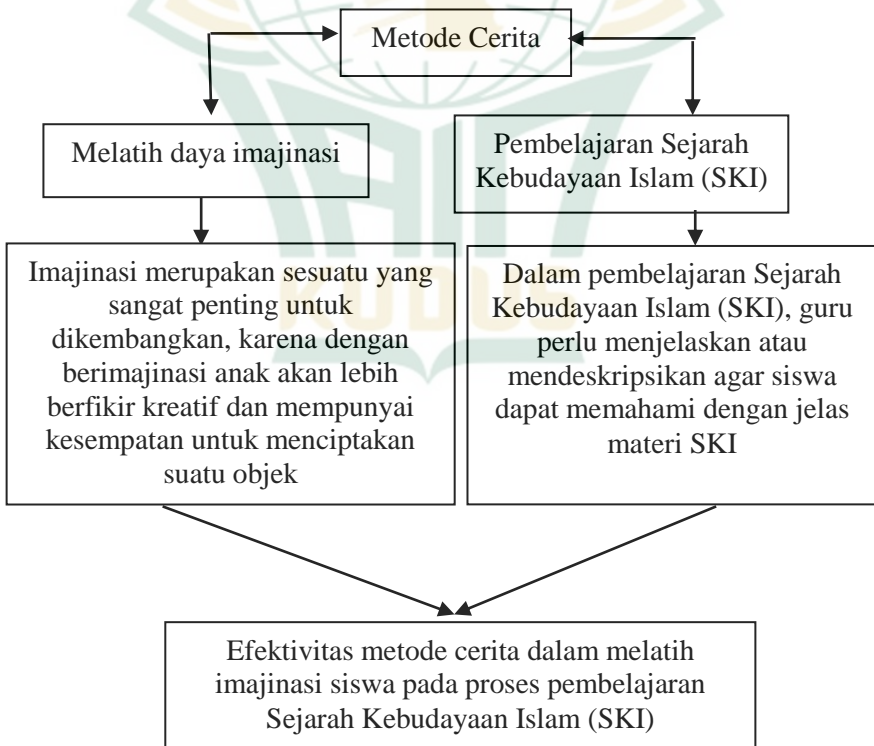 Metode Cerita
Melatih daya imajinasi
Pembelajaran Sejarah
Kebudayaan Islam (SKI)
Imajinasi merupakan sesuatu yang
sangat penting untuk
dikembangkan, karena dengan
berimajinasi anak akan lebih
berfikir kreatif dan mempunyai
kesempatan untuk menciptakan
suatu objek
Dalam pembelajaran Sejarah
Kebudayaan Islam (SKI), guru
perlu menjelaskan atau
mendeskripsikan agar siswa
dapat memahami dengan jelas
materi SKI
KUDUS
Efektivitas metode cerita dalam melatih
imajinasi siswa pada proses pembelajaran
Sejarah Kebudayaan Islam (SKI)